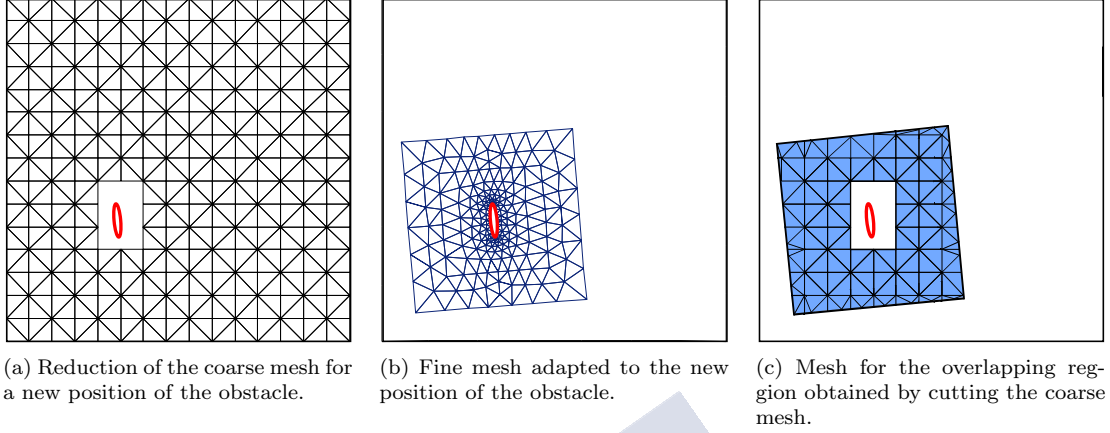 (a) Reduction of the coarse mesh for
a new position of the obstacle.
(b) Fine mesh adapted to the new
position of the obstacle.
(c) Mesh for the overlapping reg-
gion obtained by cutting the coarse
mesh.